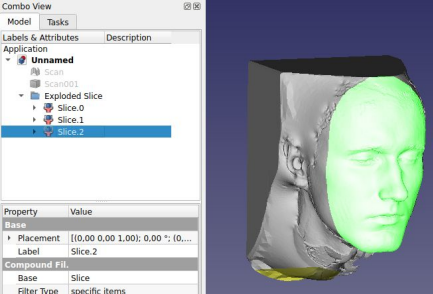 Combo View
Model Tasks
Labels & Attributes Description
Application
Unnamed
Scan
Scan001
Exploded Slice
Slice.0
Slice.1
Slice.2
Property Value
Base
Placement [(0,00 0,00 1,00); 0,00 °; (0,...
Label Slice.2
Compound Fil.
Base Slice
Filter Type specific items